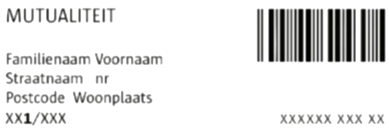 MUTUALITEIT
Familienaam Voornaam
Straatnaam nr
Postcode Woonplaats
XX1/XXX
XXXXXX XXX XX